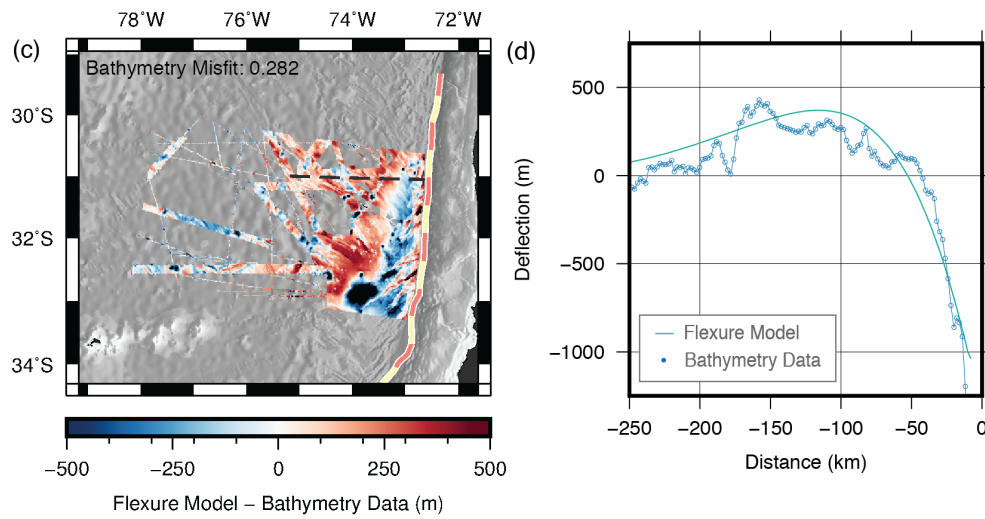 78°W 76°W 74°W 72°W
(c)
Bathymetry Misfit: 0.282
30°S
32°S
34°S
−500 −250 0 250 500
Flexure Model − Bathymetry Data (m)
(d)
500
0
−500
−1000
Deflection (m)
Flexure Model
Bathymetry Data
−250 −200 −150 −100 −50 0
Distance (km)